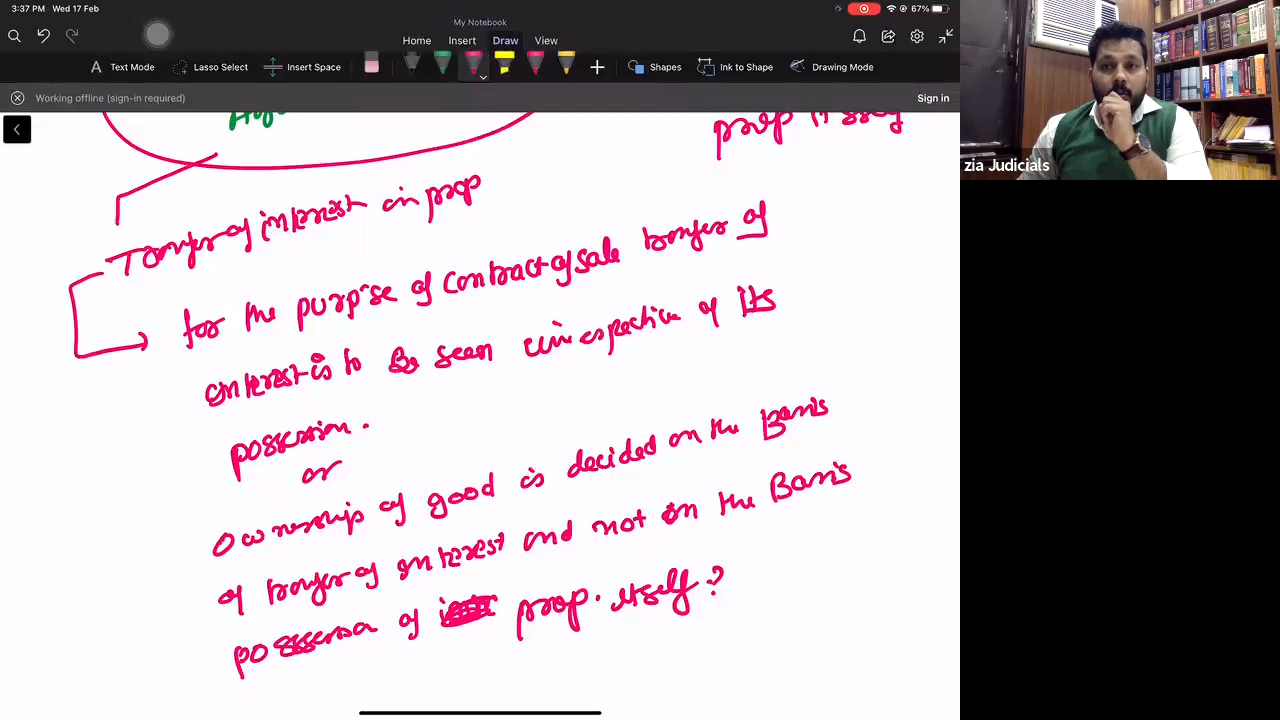 3:37 PM Wed 17 Feb
67%
My Notebook
Home Insert Draw View
A Text Mode Lasso Select Insert Space Shapes Ink to Shape Drawing Mode
Working offline (sign-in required) Sign in
prop itself
Transfer of interest in prop
for the purpose of contract of sale transfer of
interest is to be seen irrespective of its
possession.
or
Ownership of good is decided on the Basis
of transfer of interest and not on the Basis
possession of prop. itself?
zia Judicials